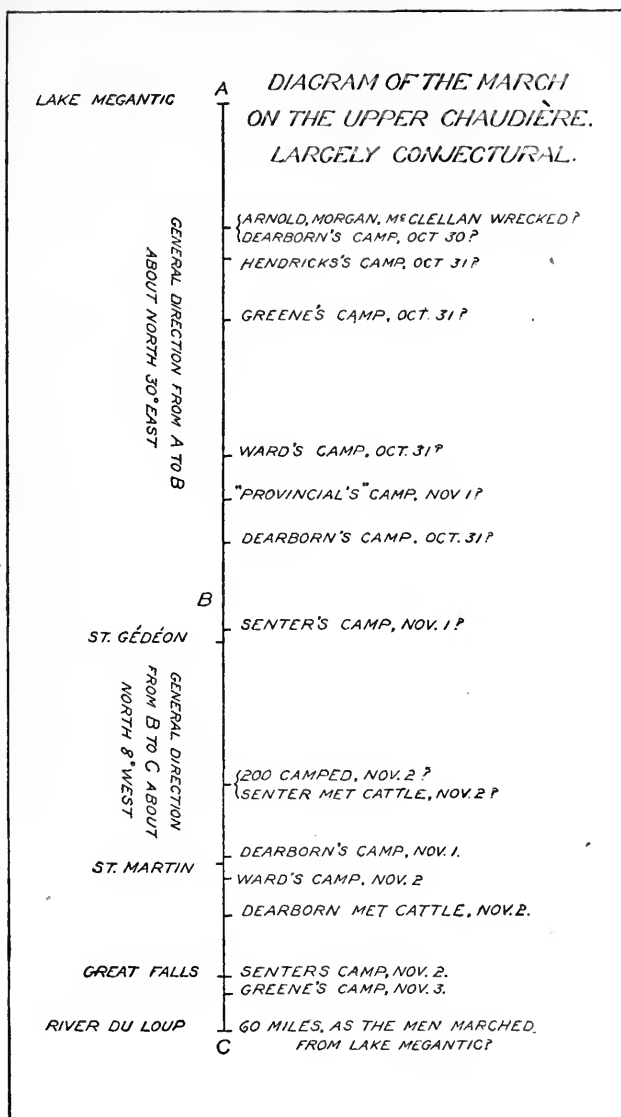 DIAGRAM OF THE MARCH
ON THE UPPER CHAUDIÈRE.
LARGELY CONJECTURAL.
LAKE MEGANTIC
A
{ARNOLD, MORGAN, McCLELLAN WRECKED?
{DEARBORN'S CAMP, OCT 30?
HENDRICKS'S CAMP, OCT 31?
GREENE'S CAMP, OCT. 31?
GENERAL DIRECTION FROM A TO B
ABOUT NORTH 30° EAST
WARD'S CAMP, OCT. 31?
"PROVINCIAL'S" CAMP, NOV 1?
DEARBORN'S CAMP, OCT. 31?
B
SENTER'S CAMP, NOV. 1?
ST. GÉDÉON
GENERAL DIRECTION
FROM B TO C ABOUT
NORTH 8° WEST
{200 CAMPED, NOV. 2?
{SENTER MET CATTLE, NOV. 2?
DEARBORN'S CAMP, NOV. 1.
ST. MARTIN
WARD'S CAMP, NOV. 2
DEARBORN MET CATTLE, NOV. 2.
GREAT FALLS
SENTERS CAMP, NOV. 2.
GREENE'S CAMP, NOV. 3.
RIVER DU LOUP
60 MILES, AS THE MEN MARCHED
FROM LAKE MEGANTIC?
C